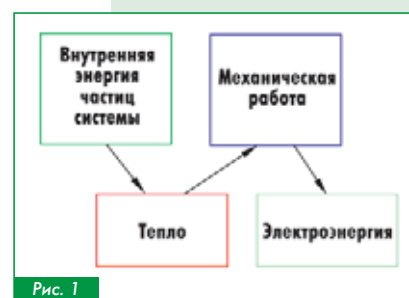 Внутренняя
энергия
частиц
системы
Механическая
работа
Тепло
Электроэнергия
Рис. 1